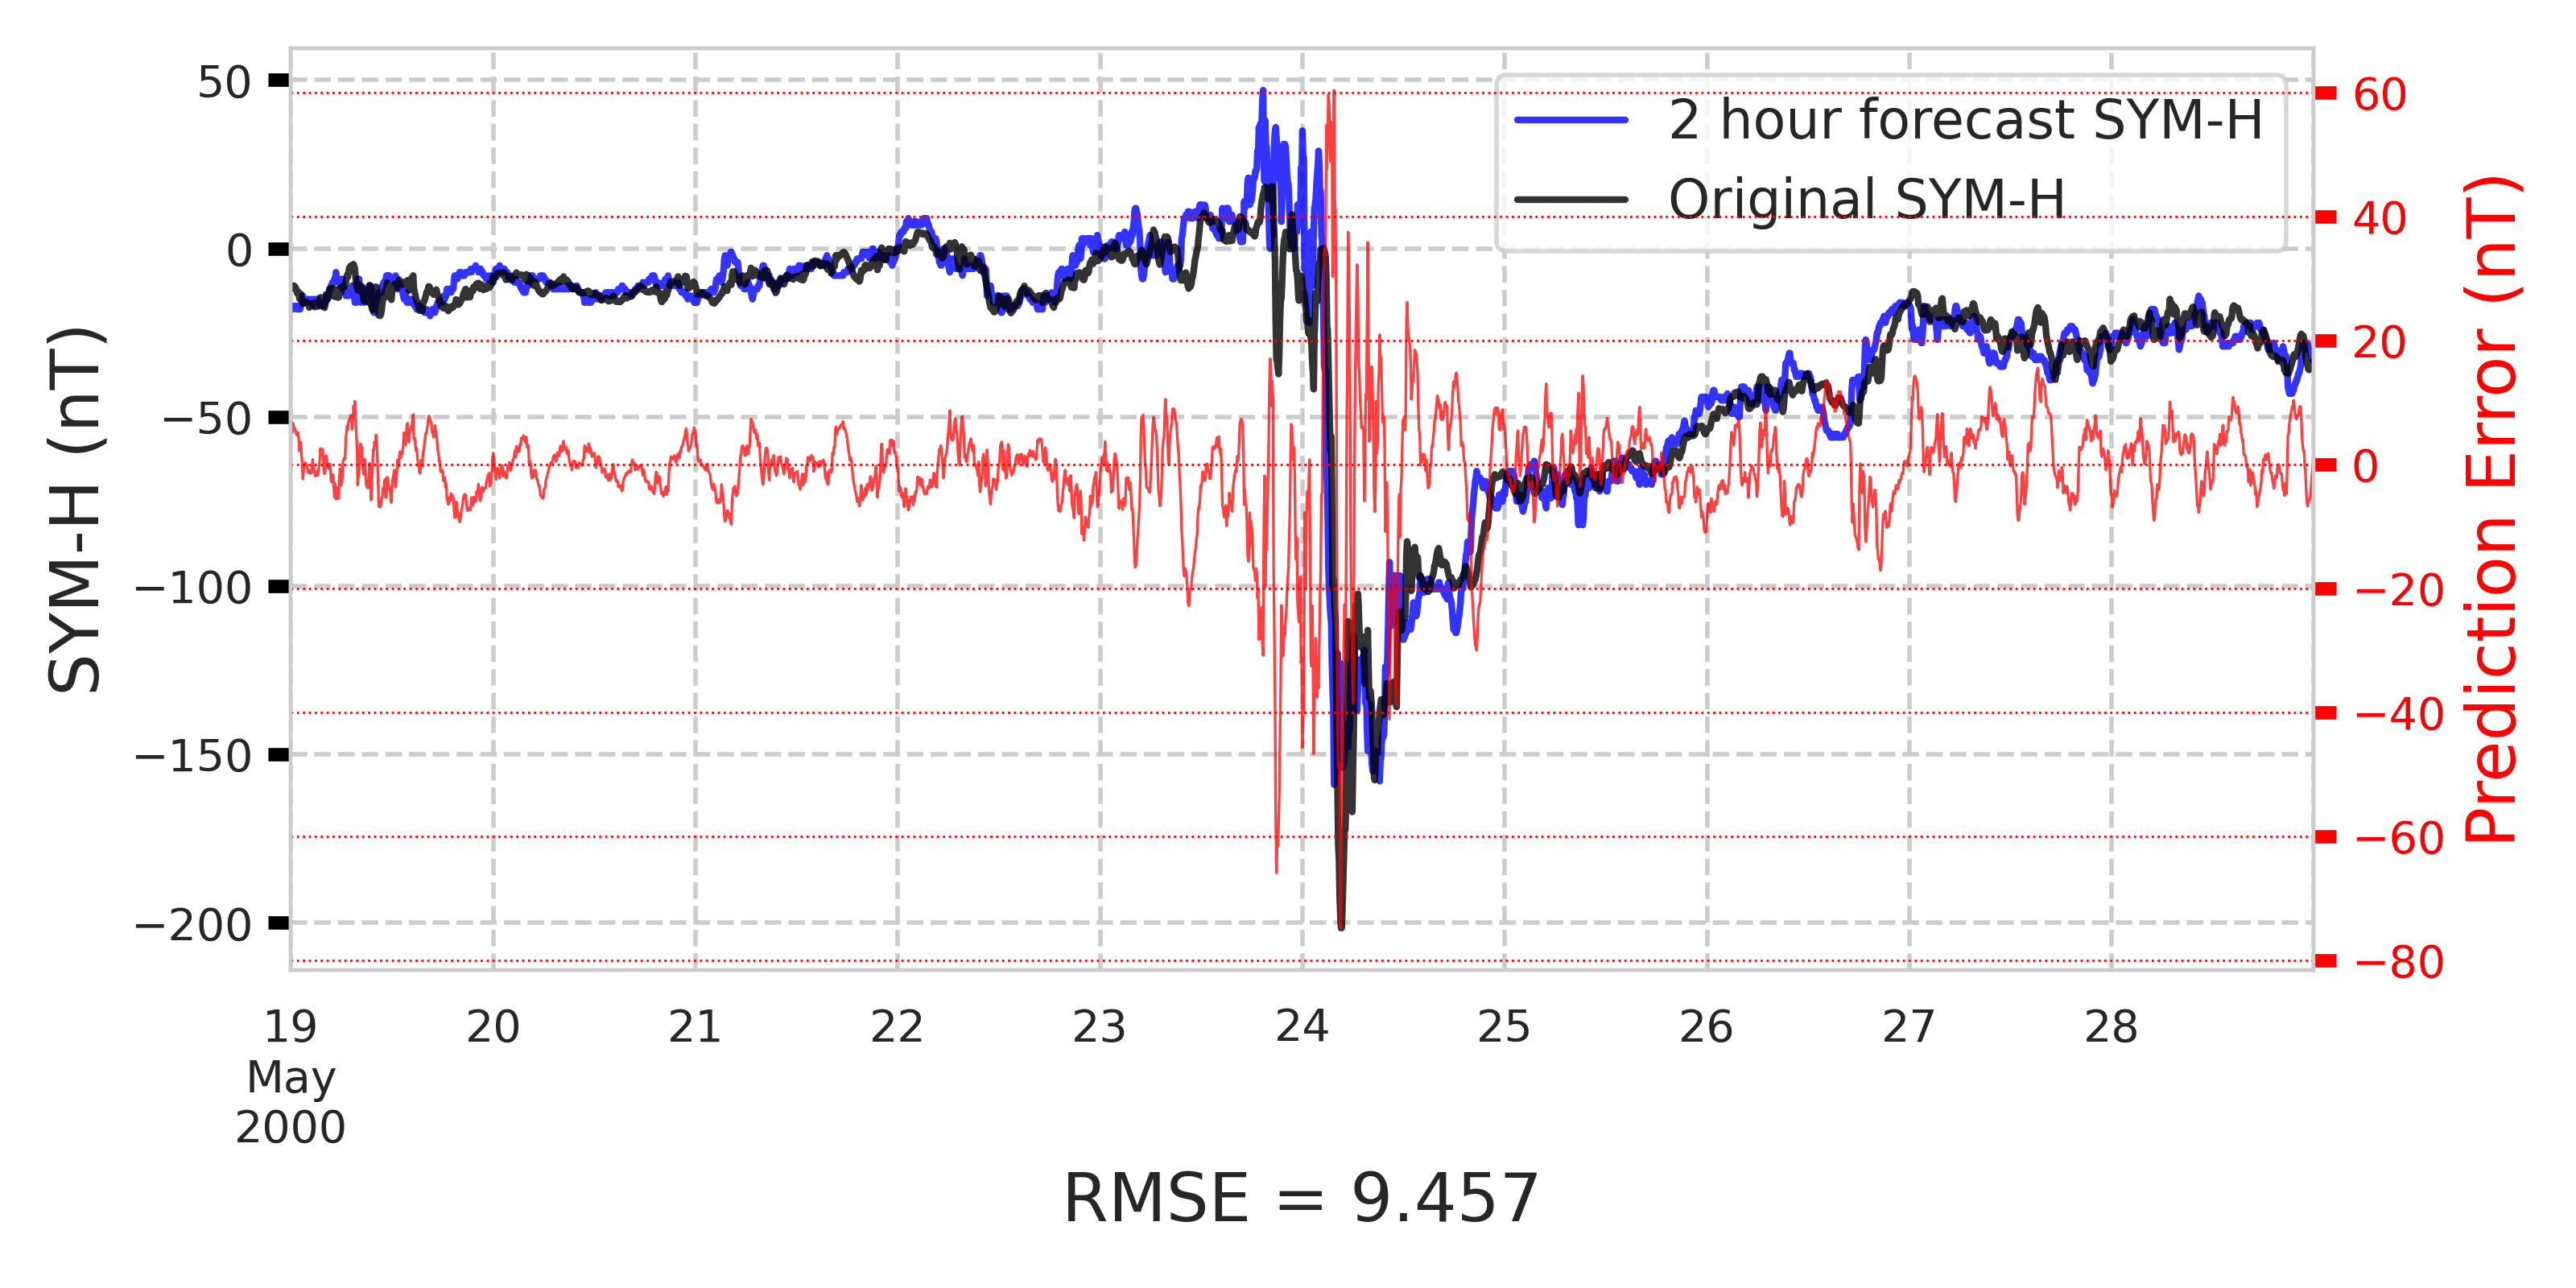 50
0
−50
−100
−150
−200
SYM-H (nT)
2 hour forecast SYM-H
Original SYM-H
60
40
20
0
−20
−40
−60
−80
Prediction Error (nT)
19 20 21 22 23 24 25 26 27 28
May
2000
RMSE = 9.457